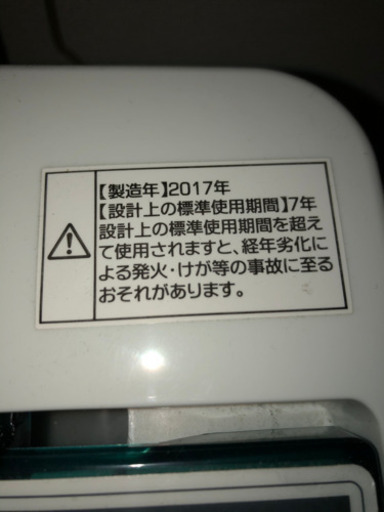 【製造年】2017年
【設計上の標準使用期間】7年
設計上の標準使用期間を超え
て使用されますと、経年劣化に
よる発火・けが等の事故に至る
おそれがあります。